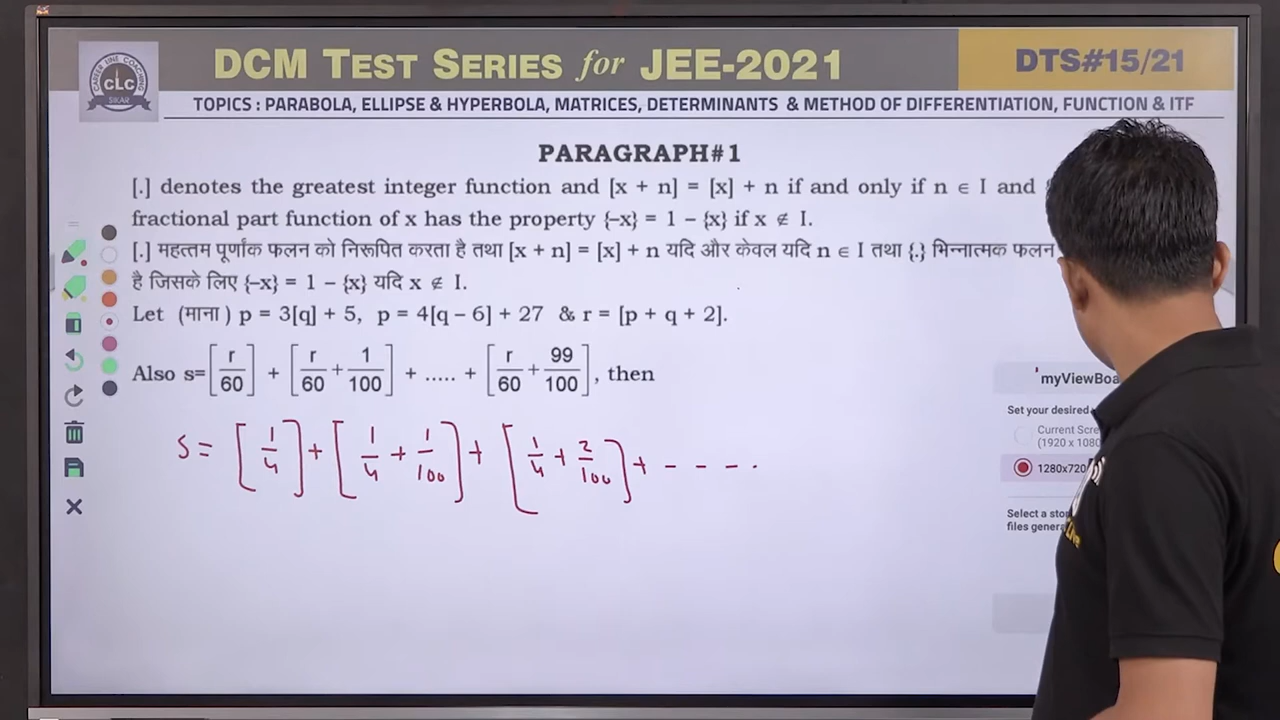 DCM TEST SERIES for JEE-2021
DTS#15/21
CLC
SIKAR
TOPICS : PARABOLA, ELLIPSE & HYPERBOLA, MATRICES, DETERMINANTS & METHOD OF DIFFERENTIATION, FUNCTION & ITF
PARAGRAPH#1
[.] denotes the greatest integer function and [x + n] = [x] + n if and only if n ∈ I and
fractional part function of x has the property {–x} = 1 – {x} if x ∉ I.
[.] महत्तम पूर्णांक फलन को निरूपित करता है तथा [x + n] = [x] + n यदि और केवल यदि n ∈ I तथा {.} भिन्नात्मक फलन
है जिसके लिए {–x} = 1 – {x} यदि x ∉ I.
Let (माना) p = 3[q] + 5, p = 4[q – 6] + 27 & r = [p + q + 2].
Also s=[r/60] + [r/60 + 1/100] + ..... + [r/60 + 99/100], then
S = [1/4] + [1/4 + 1/100] + [1/4 + 2/100] + - - - -
myViewBoa
Set your desired
Current Scre
(1920 x 1080
1280x720
Select a sto
files genera